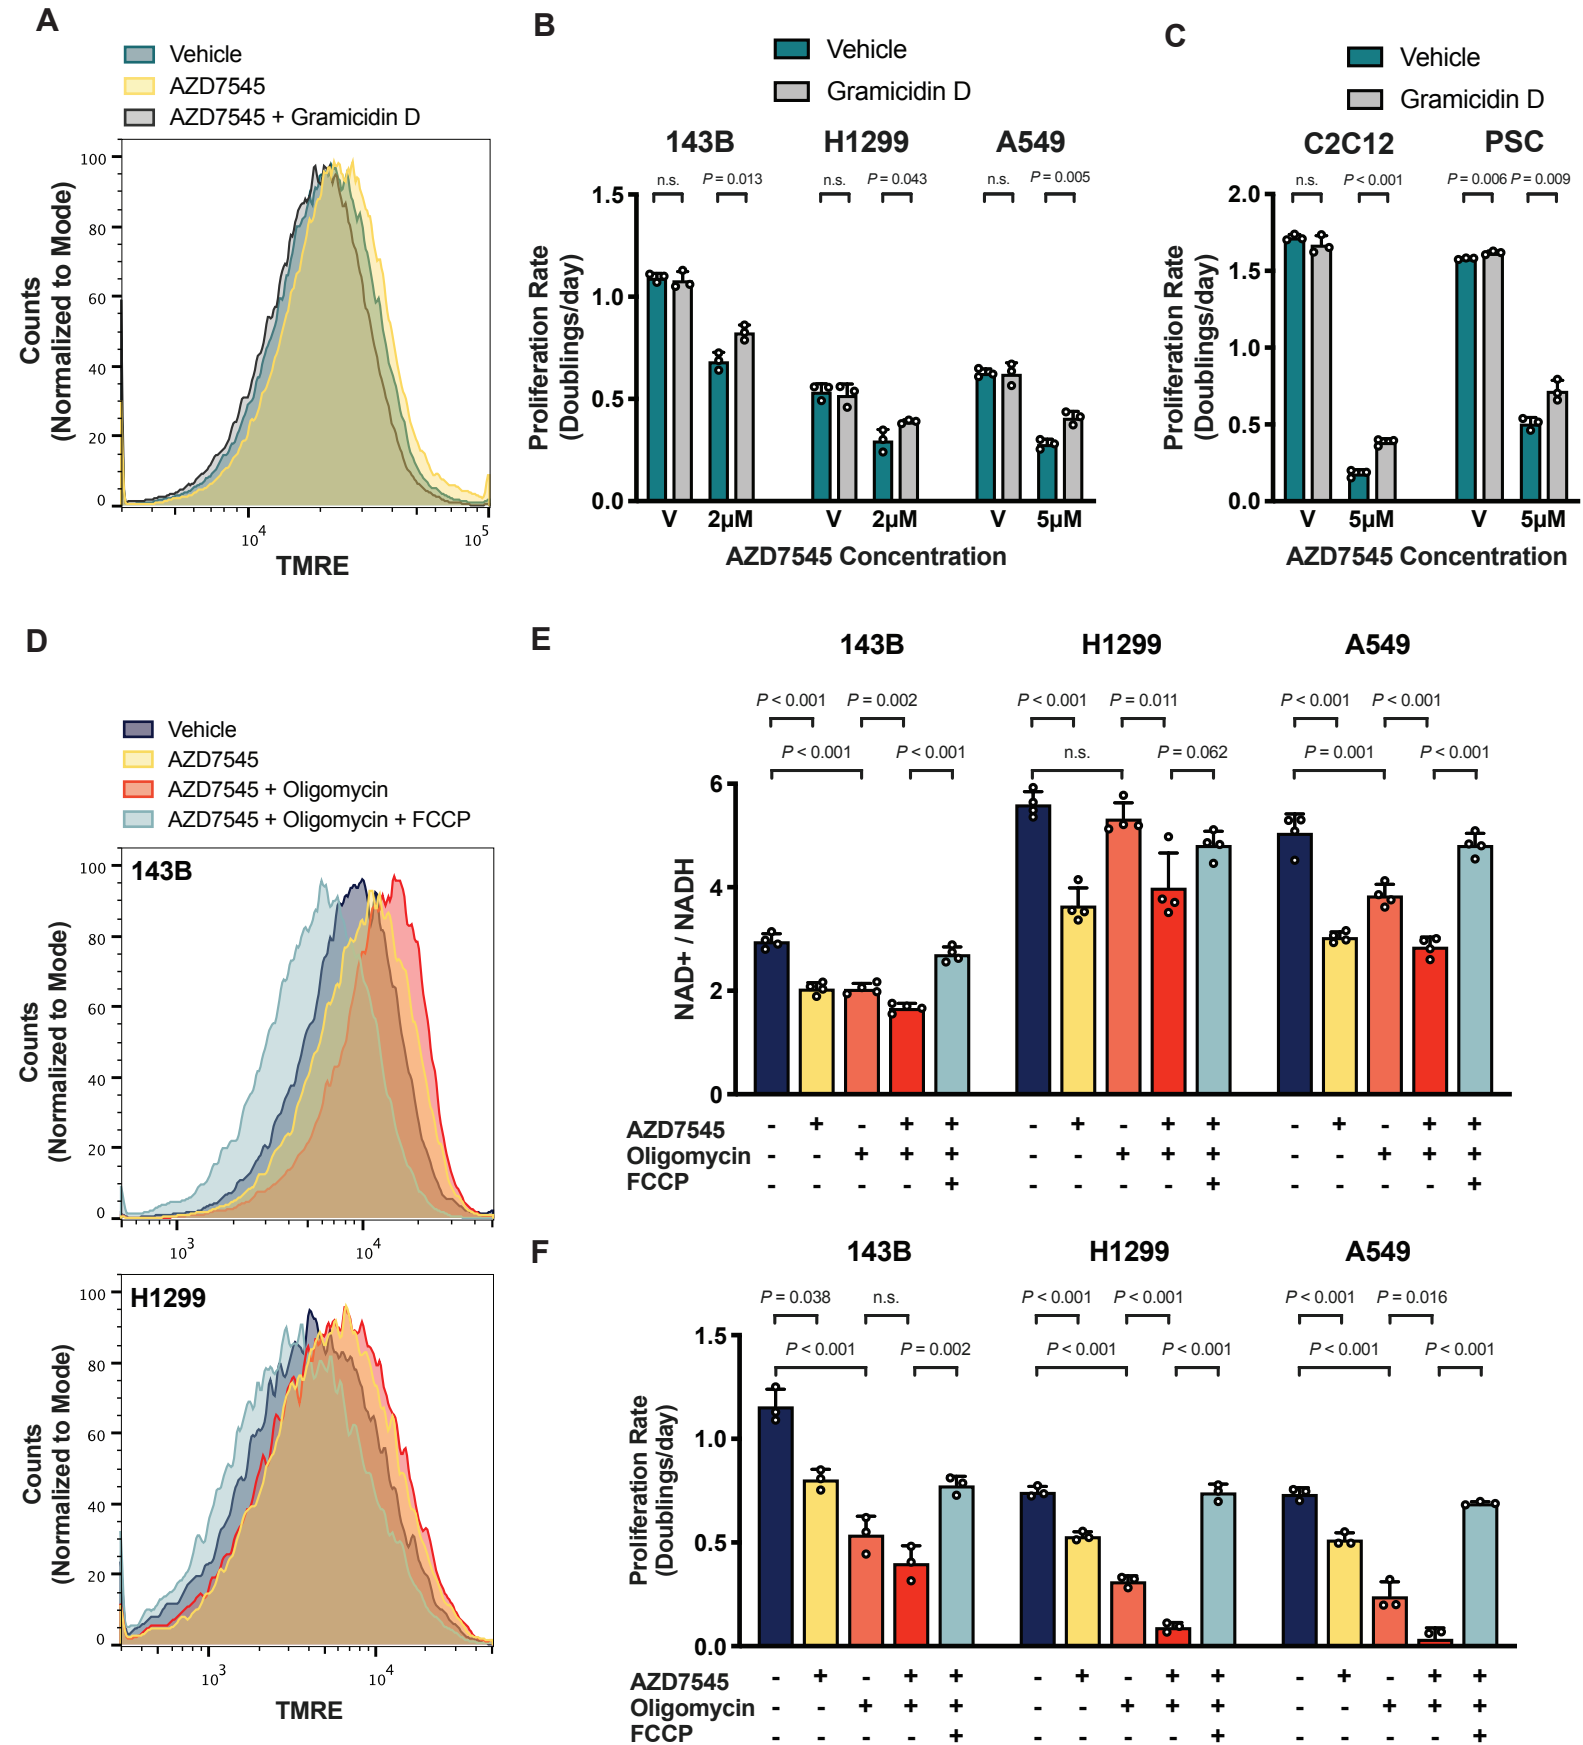 A
Vehicle
AZD7545
AZD7545 + Gramicidin D
Counts
(Normalized to Mode)
100
80
60
40
20
0
10^4
10^5
TMRE
B
Vehicle
Gramicidin D
143B
H1299
A549
n.s.
P = 0.013
n.s.
P = 0.043
n.s.
P = 0.005
Proliferation Rate
(Doublings/day)
1.5
1.0
0.5
0.0
V
2µM
V
2µM
V
5µM
AZD7545 Concentration
C
Vehicle
Gramicidin D
C2C12
PSC
n.s.
P < 0.001
P = 0.006
P = 0.009
Proliferation Rate
(Doublings/day)
2.0
1.5
1.0
0.5
0.0
V
5µM
V
5µM
AZD7545 Concentration
D
Vehicle
AZD7545
AZD7545 + Oligomycin
AZD7545 + Oligomycin + FCCP
143B
Counts
(Normalized to Mode)
100
80
60
40
20
0
10^3
10^4
H1299
Counts
(Normalized to Mode)
100
80
60
40
20
0
10^3
10^4
TMRE
E
143B
H1299
A549
P < 0.001
P = 0.002
P < 0.001
P = 0.011
P < 0.001
P < 0.001
P < 0.001
P < 0.001
n.s.
P = 0.062
P = 0.001
P < 0.001
NAD+ / NADH
6
4
2
0
AZD7545 - + - + + - + - + + - + - + +
Oligomycin - - + + + - - + + + - - + + +
FCCP - - - - + - - - - + - - - - +
F
143B
H1299
A549
P = 0.038
n.s.
P < 0.001
P < 0.001
P < 0.001
P = 0.016
P < 0.001
P = 0.002
P < 0.001
P < 0.001
P < 0.001
P < 0.001
Proliferation Rate
(Doublings/day)
1.5
1.0
0.5
0.0
AZD7545 - + - + + - + - + + - + - + +
Oligomycin - - + + + - - + + + - - + + +
FCCP - - - - + - - - - + - - - - +